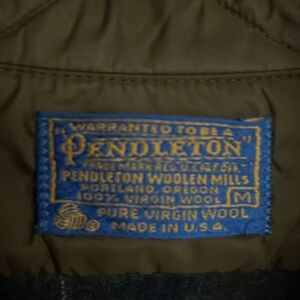 "WARRANTED TO BE A
PENDLETON"
TRADE MARK REG. U.S. PAT. OFF.
PENDLETON WOOLEN MILLS
PORTLAND, OREGON
100% VIRGIN WOOL M
PURE VIRGIN WOOL
MADE IN U.S.A.